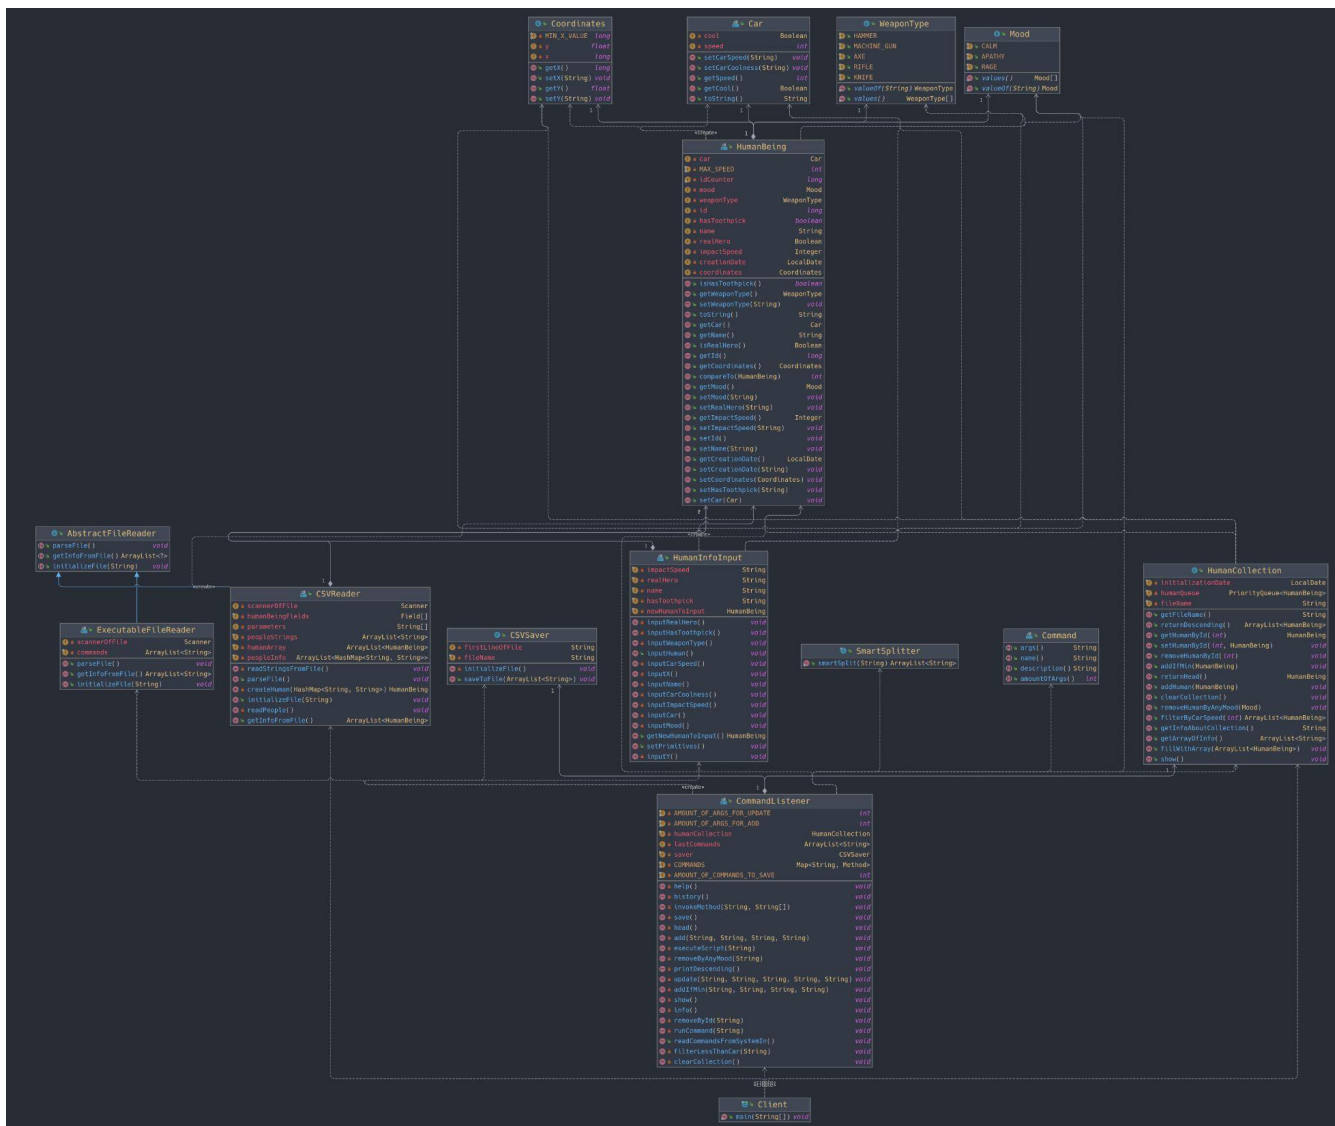 Coordinates
MIN_X_VALUE long
y float
x long
getX() long
setX(String) void
getY() float
setY(String) void
Car
cool Boolean
speed int
setCarSpeed(String) void
setCarCoolness(String) void
getSpeed() int
getCool() Boolean
toString() String
WeaponType
HAMMER
MACHINE_GUN
AXE
RIFLE
KNIFE
valueOf(String) WeaponType
values() WeaponType[]
Mood
CALM
APATHY
RAGE
values() Mood[]
valueOf(String) Mood
1
1
1
1
«create»
1
HumanBeing
car Car
MAX_SPEED int
idCounter long
mood Mood
weaponType WeaponType
id long
hasToothpick boolean
name String
realHero Boolean
impactSpeed Integer
creationDate LocalDate
coordinates Coordinates
isHasToothpick() boolean
getWeaponType() WeaponType
setWeaponType(String) void
toString() String
getCar() Car
getName() String
isRealHero() Boolean
getId() long
getCoordinates() Coordinates
compareTo(HumanBeing) int
getMood() Mood
setMood(String) void
setRealHero(String) void
getImpactSpeed() Integer
setImpactSpeed(String) void
setId() void
setName(String) void
getCreationDate() LocalDate
setCreationDate(String) void
setCoordinates(Coordinates) void
setHasToothpick(String) void
setCar(Car) void
AbstractFileReader
parseFile() void
getInfoFromFile() ArrayList<?>
initializeFile(String) void
«create»
1
CSVReader
scannerOfFile Scanner
humanBeingFields Field[]
parameters String[]
peopleStrings ArrayList<String>
humanArray ArrayList<HumanBeing>
peopleInfo ArrayList<HashMap<String, String>>
readStringsFromFile() void
parseFile() void
createHuman(HashMap<String, String>) HumanBeing
initializeFile(String) void
readPeople() void
getInfoFromFile() ArrayList<HumanBeing>
ExecutableFileReader
scannerOfFile Scanner
commands ArrayList<String>
parseFile() void
getInfoFromFile() ArrayList<String>
initializeFile(String) void
CSVSaver
firstLineOfFile String
fileName String
initializeFile() void
saveToFile(ArrayList<String>) void
1
«create»
1
HumanInfoInput
impactSpeed String
realHero String
name String
hasToothpick String
newHumanToInput HumanBeing
inputRealHero() void
inputHasToothpick() void
inputWeaponType() void
inputHuman() void
inputCarSpeed() void
inputX() void
inputName() void
inputCarCoolness() void
inputImpactSpeed() void
inputCar() void
inputMood() void
getNewHumanToInput() HumanBeing
setPrimitives() void
inputY() void
SmartSplitter
smartSplit(String) ArrayList<String>
Command
args() String
name() String
description() String
amountOfArgs() int
HumanCollection
initializationDate LocalDate
humanQueue PriorityQueue<HumanBeing>
fileName String
getFileName() String
returnDescending() ArrayList<HumanBeing>
getHumanById(int) HumanBeing
setHumanById(int, HumanBeing) void
removeHumanById(int) void
addIfMin(HumanBeing) void
returnHead() HumanBeing
addHuman(HumanBeing) void
clearCollection() void
removeHumanByAnyMood(Mood) void
filterByCarSpeed(int) ArrayList<HumanBeing>
getInfoAboutCollection() String
getArrayOfInfo() ArrayList<String>
fillWithArray(ArrayList<HumanBeing>) void
show() void
1
«create»
1
CommandListener
AMOUNT_OF_ARGS_FOR_UPDATE int
AMOUNT_OF_ARGS_FOR_ADD int
humanCollection HumanCollection
lastCommands ArrayList<String>
saver CSVSaver
COMMANDS Map<String, Method>
AMOUNT_OF_COMMANDS_TO_SAVE int
help() void
history() void
invokeMethod(String, String[]) void
save() void
head() void
add(String, String, String, String) void
executeScript(String) void
removeByAnyMood(String) void
printDescending() void
update(String, String, String, String, String) void
addIfMin(String, String, String, String) void
show() void
info() void
removeById(String) void
runCommand(String) void
readCommandsFromSystemIn() void
filterLessThanCar(String) void
clearCollection() void
Client
main(String[]) void